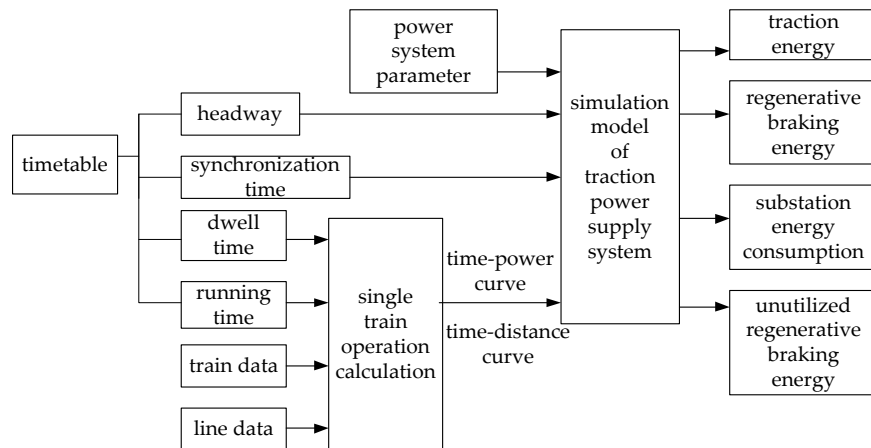 timetable
headway
synchronization
time
dwell
time
running
time
train data
line data
single
train
operation
calculation
time-power
curve
time-distance
curve
power
system
parameter
simulation
model
of
traction
power
supply
system
traction
energy
regenerative
braking
energy
substation
energy
consumption
unutilized
regenerative
braking
energy